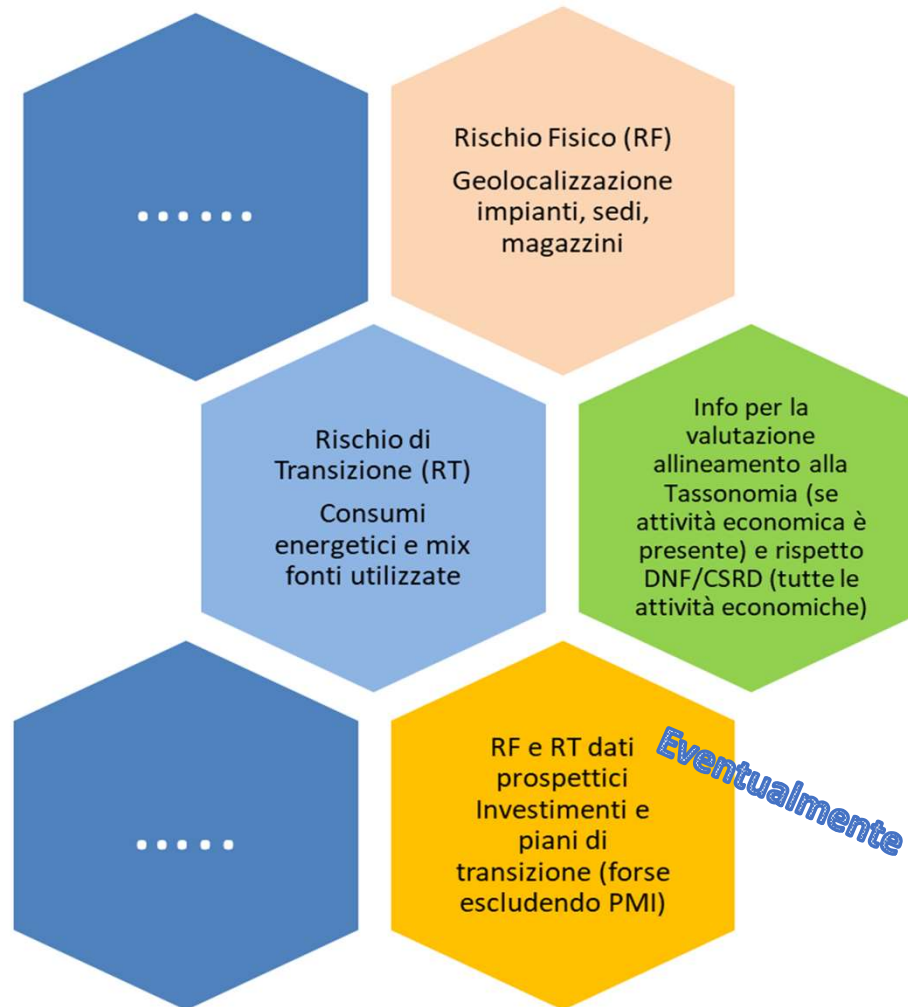 ......
Rischio Fisico (RF)
Geolocalizzazione
impianti, sedi,
magazzini
Rischio di
Transizione (RT)
Consumi
energetici e mix
fonti utilizzate
Info per la
valutazione
allineamento alla
Tassonomia (se
attività economica è
presente) e rispetto
DNF/CSRD (tutte le
attività economiche)
.....
RF e RT dati
prospettici
Investimenti e
piani di
transizione (forse
escludendo PMI)
Eventualmente